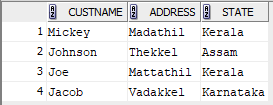 CUSTNAME ADDRESS STATE
1 Mickey Madathil Kerala
2 Johnson Thekkel Assam
3 Joe Mattathil Kerala
4 Jacob Vadakkel Karnataka